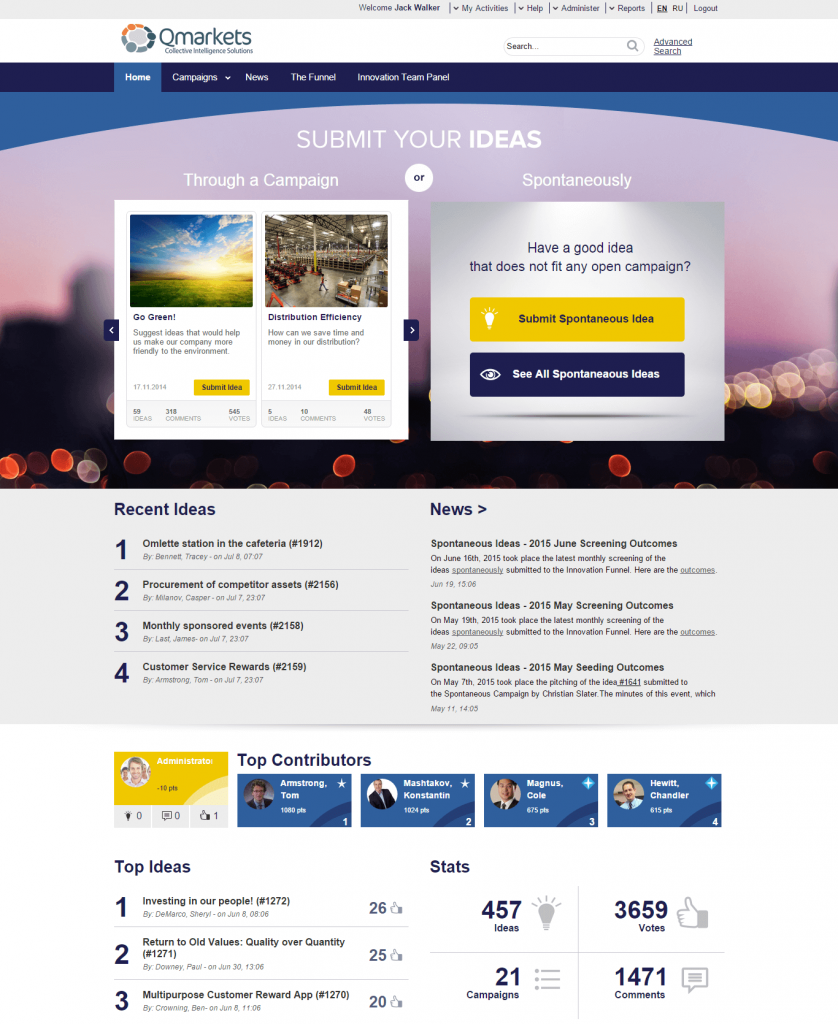 Welcome Jack Walker
My Activities
Help
Administer
Reports
EN RU
Logout
Qmarkets
Collective Intelligence Solutions
Search...
Advanced
Search
Home
Campaigns
News
The Funnel
Innovation Team Panel
SUBMIT YOUR IDEAS
Through a Campaign
or
Spontaneously
Go Green!
Suggest ideas that would help
us make our company more
friendly to the environment.
17.11.2014
Submit Idea
59 318 545
IDEAS COMMENTS VOTES
Distribution Efficiency
How can we save time and
money in our distribution?
27.11.2014
Submit Idea
5 10 48
IDEAS COMMENTS VOTES
Have a good idea
that does not fit any open campaign?
Submit Spontaneous Idea
See All Spontaneaous Ideas
Recent Ideas
1 Omlette station in the cafeteria (#1912)
By: Bennett, Tracey - on Jul 8, 07:07
2 Procurement of competitor assets (#2156)
By: Milanov, Casper - on Jul 7, 23:07
3 Monthly sponsored events (#2158)
By: Last, James- on Jul 7, 23:07
4 Customer Service Rewards (#2159)
By: Armstrong, Tom - on Jul 7, 23:07
News >
Spontaneous Ideas - 2015 June Screening Outcomes
On June 16th, 2015 took place the latest monthly screening of the
ideas spontaneously submitted to the Innovation Funnel. Here are the outcomes.
Jun 19, 15:06
Spontaneous Ideas - 2015 May Screening Outcomes
On May 19th, 2015 took place the latest monthly screening of the
ideas spontaneously submitted to the Innovation Funnel. Here are the outcomes.
May 22, 09:05
Spontaneous Ideas - 2015 May Seeding Outcomes
On May 7th, 2015 took place the pitching of the idea #1641 submitted to
the Spontaneous Campaign by Christian Slater.The minutes of this event, which
May 11, 14:05
Administrator
-10 pts
0 0 1
Top Contributors
Armstrong,
Tom
1080 pts
1
Mashtakov,
Konstantin
1024 pts
2
Magnus,
Cole
675 pts
3
Hewitt,
Chandler
615 pts
4
Top Ideas
1 Investing in our people! (#1272)
By: DeMarco, Sheryl - on Jun 8, 08:06
26
2 Return to Old Values: Quality over Quantity
(#1271)
By: Downey, Paul - on Jun 30, 13:06
25
3 Multipurpose Customer Reward App (#1270)
By: Crowning, Ben- on Jun 8, 11:06
20
Stats
457
Ideas
3659
Votes
21
Campaigns
1471
Comments